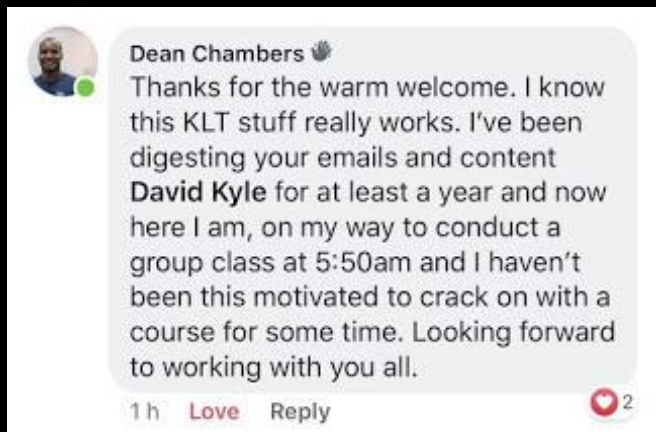 Dean Chambers 👋
Thanks for the warm welcome. I know
this KLT stuff really works. I've been
digesting your emails and content
David Kyle for at least a year and now
here I am, on my way to conduct a
group class at 5:50am and I haven't
been this motivated to crack on with a
course for some time. Looking forward
to working with you all.
1 h Love Reply 2